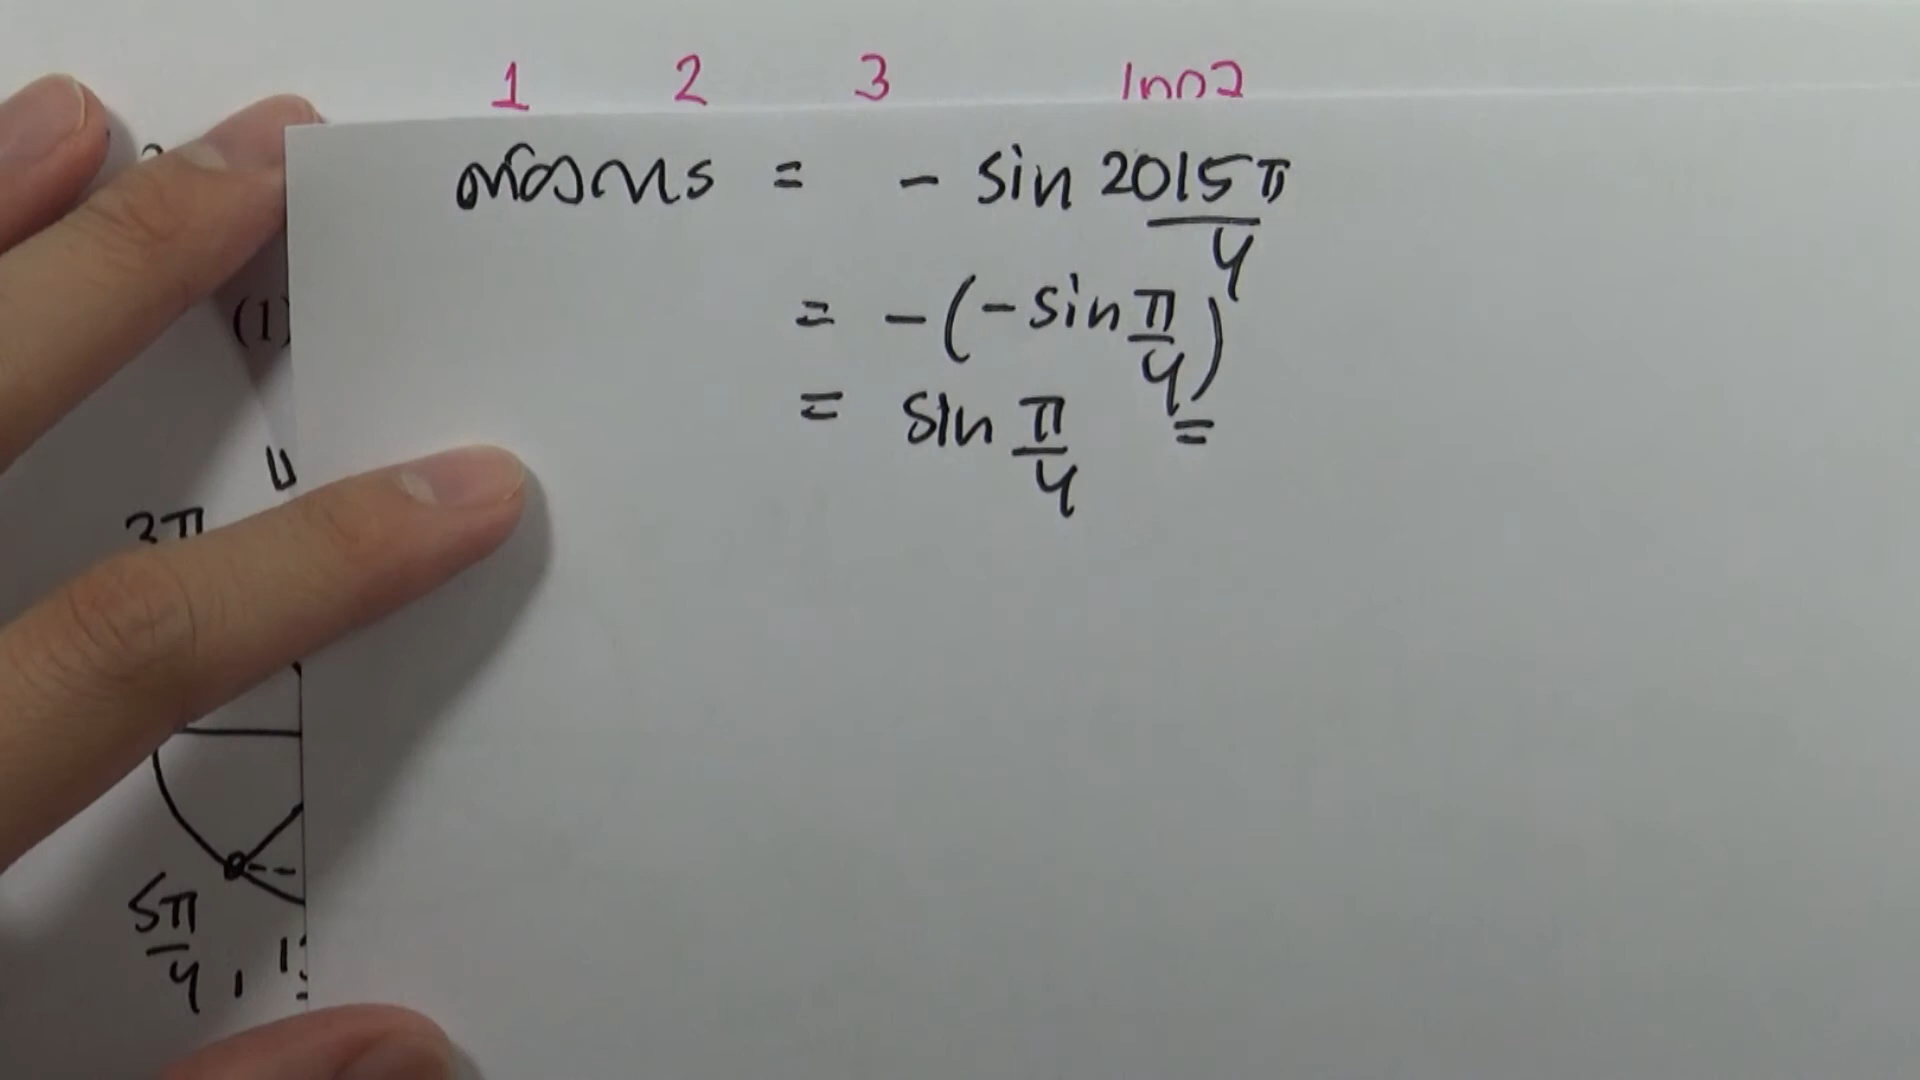 1 2 3
ต้องการ = - sin 2015π/4
(1)
= -(-sin π/4)
= sin π/4 =
3π
5π/4 ,